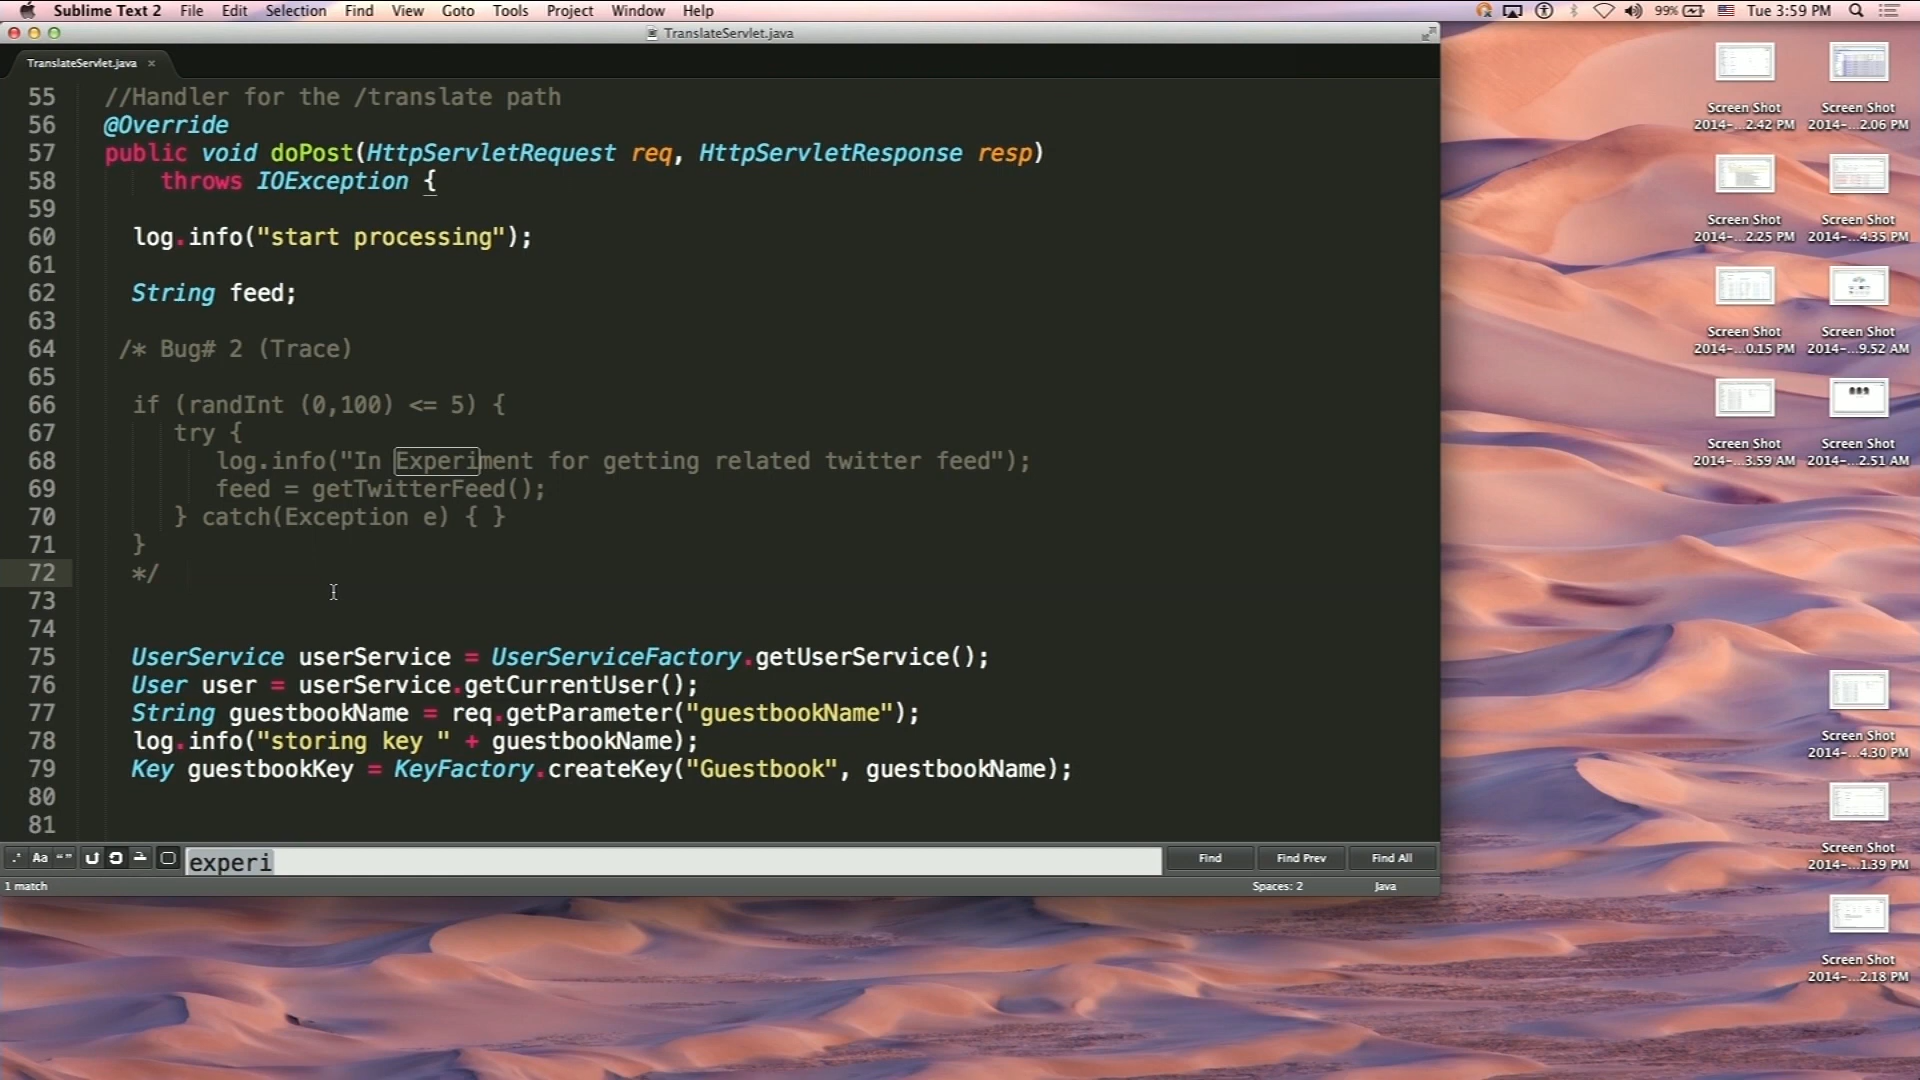 Sublime Text 2 File Edit Selection Find View Goto Tools Project Window Help 99% Tue 3:59 PM
TranslateServlet.java
TranslateServlet.java ×
55 //Handler for the /translate path
56 @Override
57 public void doPost(HttpServletRequest req, HttpServletResponse resp)
58 throws IOException {
59
60 log.info("start processing");
61
62 String feed;
63
64 /* Bug# 2 (Trace)
65
66 if (randInt (0,100) <= 5) {
67 try {
68 log.info("In Experiment for getting related twitter feed");
69 feed = getTwitterFeed();
70 } catch(Exception e) { }
71 }
72 */
73
74
75 UserService userService = UserServiceFactory.getUserService();
76 User user = userService.getCurrentUser();
77 String guestbookName = req.getParameter("guestbookName");
78 log.info("storing key " + guestbookName);
79 Key guestbookKey = KeyFactory.createKey("Guestbook", guestbookName);
80
81
.* Aa “” experi Find Find Prev Find All
1 match Spaces: 2 Java
Screen Shot
2014-...2.42 PM
Screen Shot
2014-...2.06 PM
Screen Shot
2014-...2.25 PM
Screen Shot
2014-...4.35 PM
Screen Shot
2014-...0.15 PM
Screen Shot
2014-...9.52 AM
Screen Shot
2014-...3.59 AM
Screen Shot
2014-...2.51 AM
Screen Shot
2014-...4.30 PM
Screen Shot
2014-...1.39 PM
Screen Shot
2014-...2.18 PM